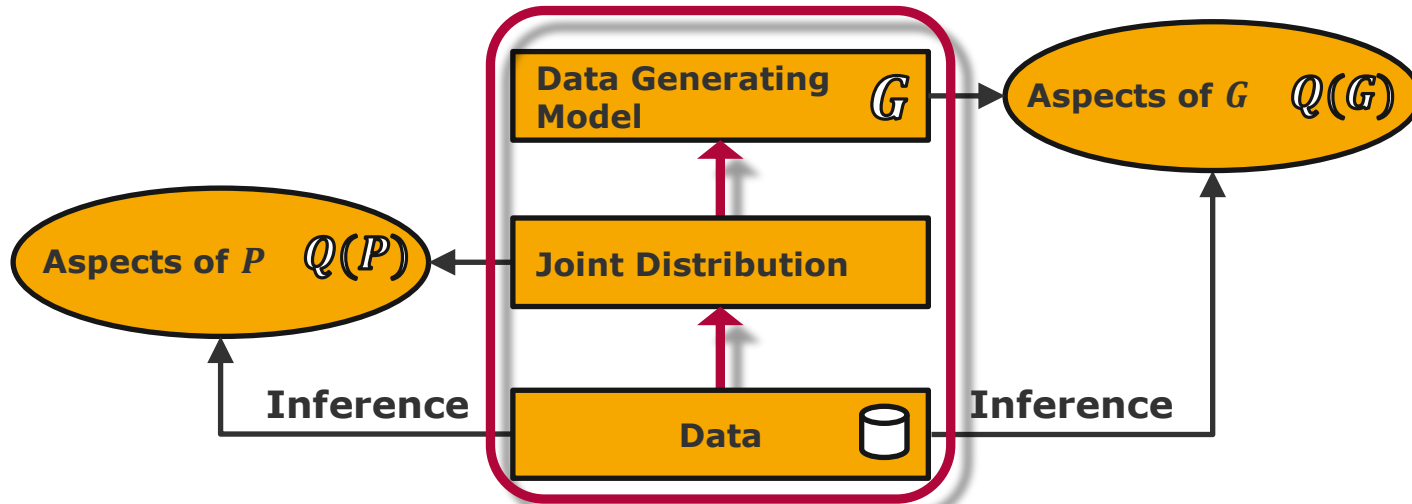 Data Generating
Model G
Aspects of G Q(G)
Aspects of P Q(P)
Joint Distribution
Inference
Data
Inference